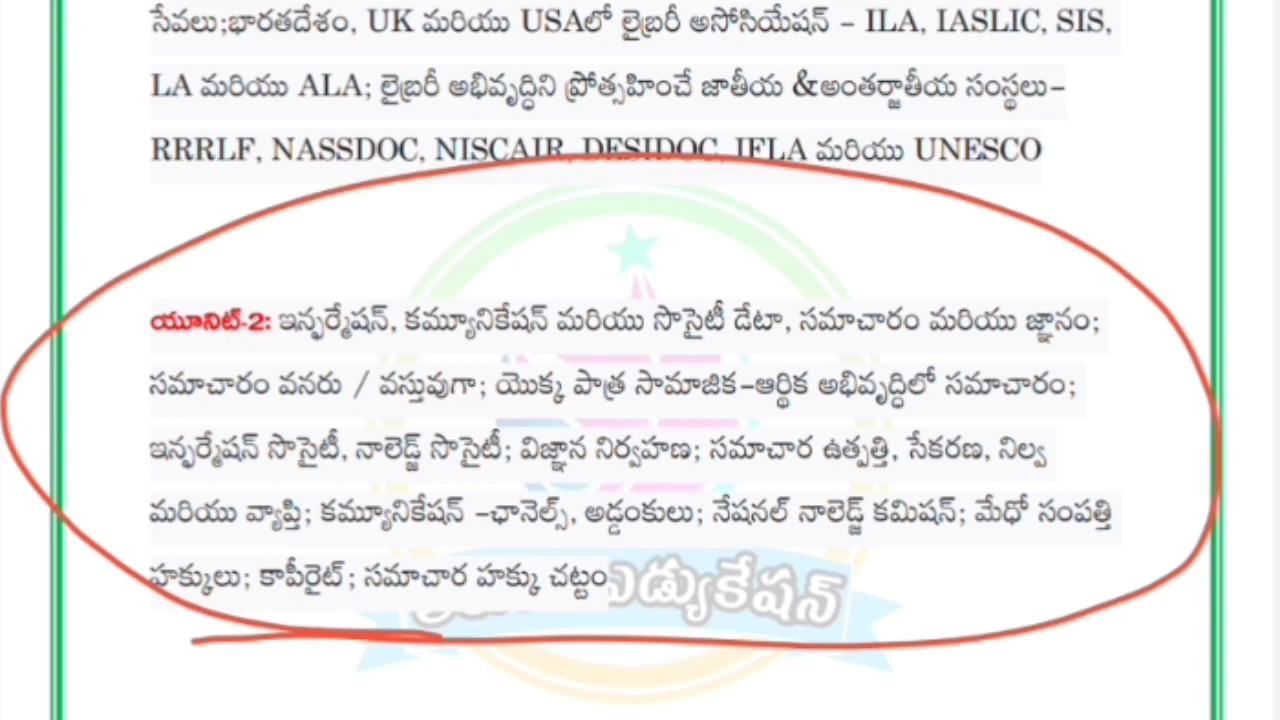 సేవలు;భారతదేశం, UK మరియు USAలో లైబ్రరీ అసోసియేషన్ – ILA, IASLIC, SIS,
LA మరియు ALA; లైబ్రరీ అభివృద్ధిని ప్రోత్సహించే జాతీయ &అంతర్జాతీయ సంస్థలు–
RRRLF, NASSDOC, NISCAIR, DESIDOC, IFLA మరియు UNESCO
యూనిట్-2: ఇన్ఫర్మేషన్, కమ్యూనికేషన్ మరియు సొసైటీ డేటా, సమాచారం మరియు జ్ఞానం;
సమాచారం వనరు / వస్తువుగా; యొక్క పాత్ర సామాజిక–ఆర్థిక అభివృద్ధిలో సమాచారం;
ఇన్ఫర్మేషన్ సొసైటీ, నాలెడ్జ్ సొసైటీ; విజ్ఞాన నిర్వహణ; సమాచార ఉత్పత్తి, సేకరణ, నిల్వ
మరియు వ్యాప్తి; కమ్యూనికేషన్ –ఛానెల్స్, అడ్డంకులు; నేషనల్ నాలెడ్జ్ కమిషన్; మేధో సంపత్తి
హక్కులు; కాపీరైట్; సమాచార హక్కు చట్టం
ఎడ్యుకేషన్